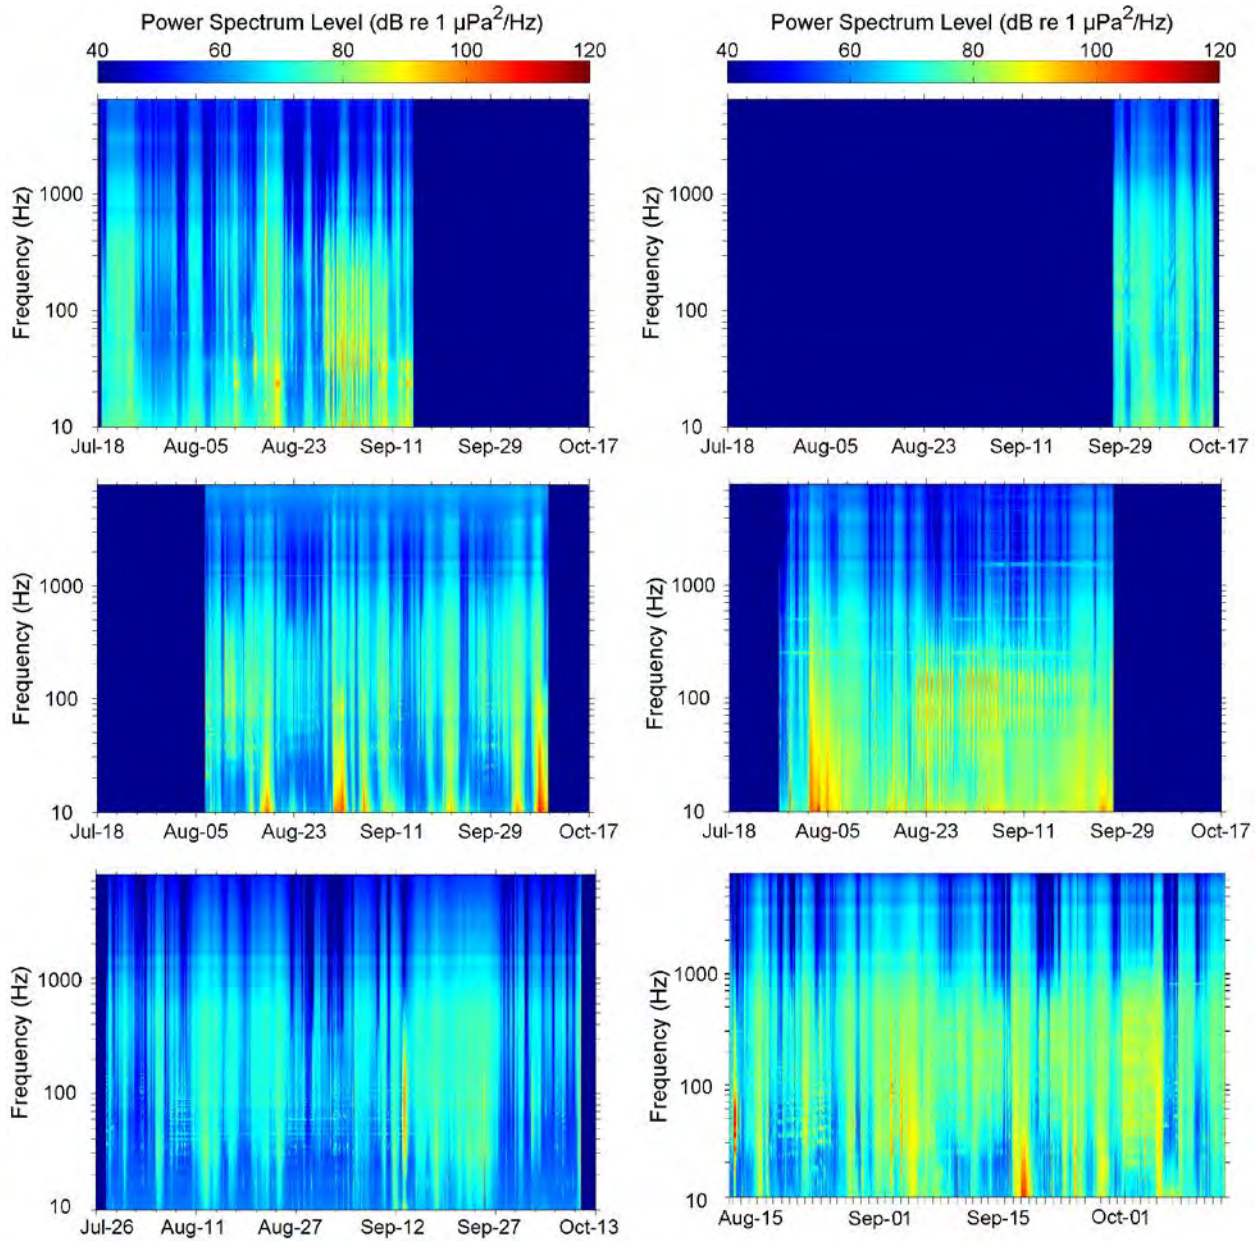 Power Spectrum Level (dB re 1 µPa²/Hz)
40 60 80 100 120
Power Spectrum Level (dB re 1 µPa²/Hz)
40 60 80 100 120
Frequency (Hz)
1000
100
10
Jul-18 Aug-05 Aug-23 Sep-11 Sep-29 Oct-17
Frequency (Hz)
1000
100
10
Jul-18 Aug-05 Aug-23 Sep-11 Sep-29 Oct-17
Frequency (Hz)
1000
100
10
Jul-18 Aug-05 Aug-23 Sep-11 Sep-29 Oct-17
Frequency (Hz)
1000
100
10
Jul-18 Aug-05 Aug-23 Sep-11 Sep-29 Oct-17
Frequency (Hz)
1000
100
10
Jul-26 Aug-11 Aug-27 Sep-12 Sep-27 Oct-13
Frequency (Hz)
1000
100
10
Aug-15 Sep-01 Sep-15 Oct-01